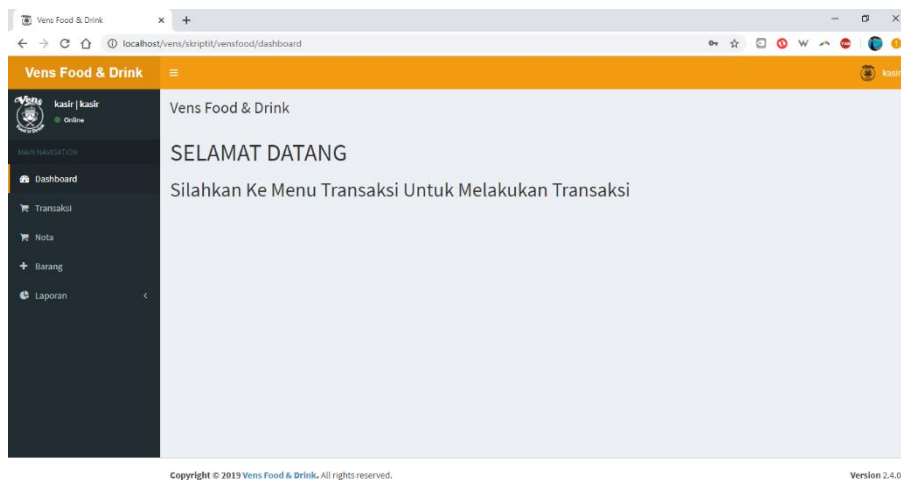 Vens Food & Drink
localhost/vens/skriptit/vensfood/dashboard
Vens Food & Drink
kasir
Vens
kasir | kasir
Online
MAIN NAVIGATION
Dashboard
Transaksi
Nota
Barang
Laporan
Vens Food & Drink
SELAMAT DATANG
Silahkan Ke Menu Transaksi Untuk Melakukan Transaksi
Copyright © 2019 Vens Food & Drink. All rights reserved.
Version 2.4.0